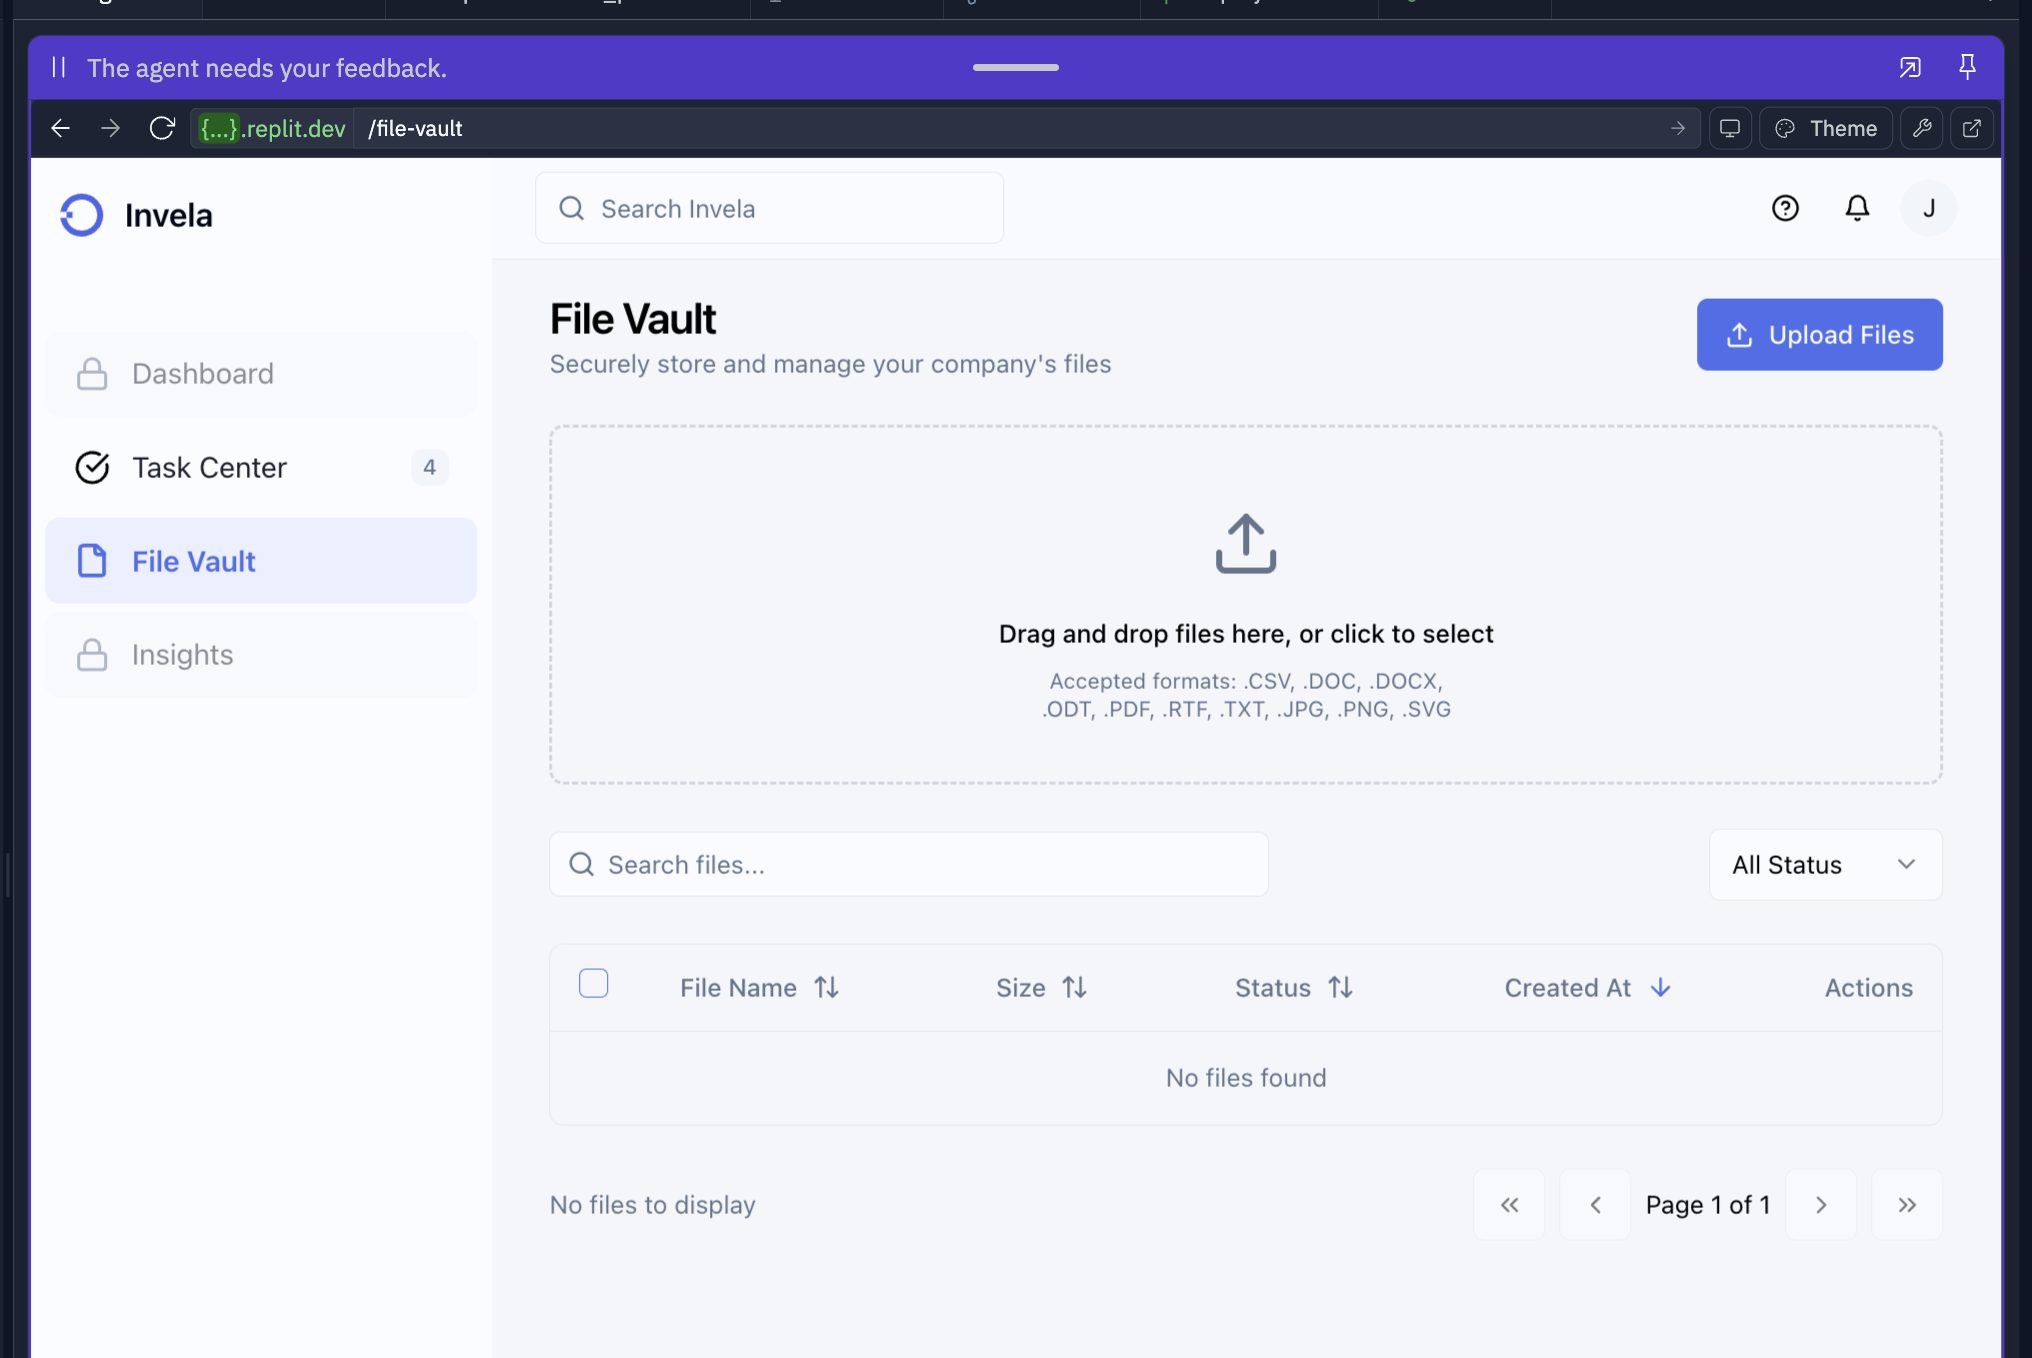 The agent needs your feedback.
{...}.replit.dev /file-vault
Theme
Invela
Search Invela
J
Dashboard
Task Center 4
File Vault
Insights
File Vault
Securely store and manage your company's files
Upload Files
Drag and drop files here, or click to select
Accepted formats: .CSV, .DOC, .DOCX,
.ODT, .PDF, .RTF, .TXT, .JPG, .PNG, .SVG
Search files...
All Status
File Name Size Status Created At Actions
No files found
No files to display
Page 1 of 1